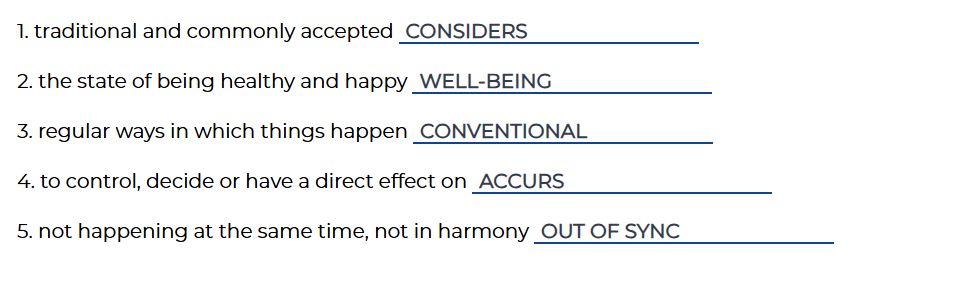 1. traditional and commonly accepted CONSIDERS
2. the state of being healthy and happy WELL-BEING
3. regular ways in which things happen CONVENTIONAL
4. to control, decide or have a direct effect on ACCURS
5. not happening at the same time, not in harmony OUT OF SYNC